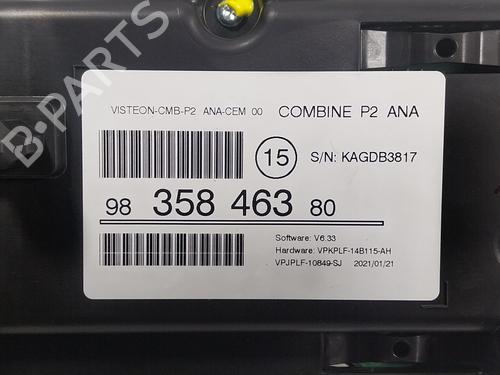 B-PARTS
VISTEON-CMB-P2 ANA-CEM 00 COMBINE P2 ANA
15 S/N: KAGDB3817
98 358 463 80
Software: V6.33
Hardware: VPKPLF-14B115-AH
VPJPLF-10849-SJ 2021/01/21